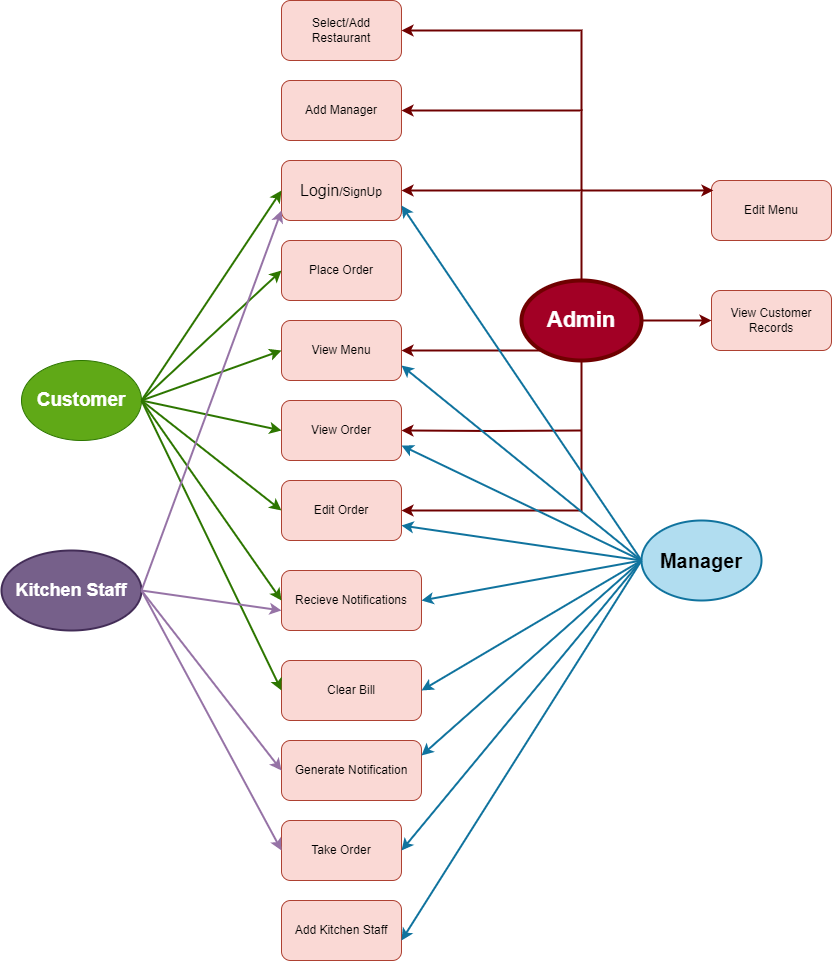 Select/Add
Restaurant
Add Manager
Login/SignUp
Edit Menu
Place Order
Admin
View Customer
Records
View Menu
Customer
View Order
Edit Order
Manager
Kitchen Staff
Recieve Notifications
Clear Bill
Generate Notification
Take Order
Add Kitchen Staff